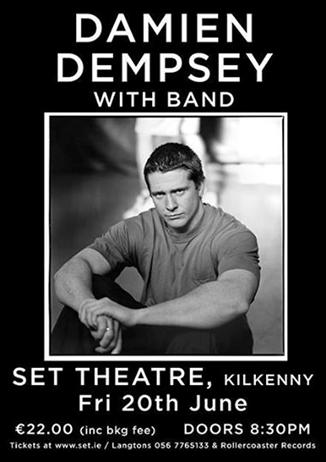 DAMIEN
DEMPSEY
WITH BAND
SET THEATRE, KILKENNY
Fri 20th June
€22.00 (inc bkg fee) DOORS 8:30PM
Tickets at www.set.ie / Langtons 056 7765133 & Rollercoaster Records